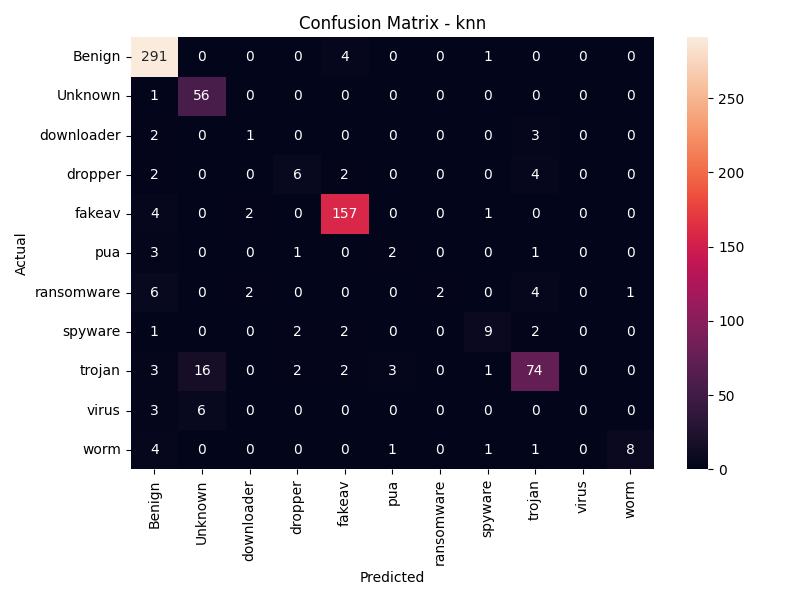 Confusion Matrix - knn
Benign 291 0 0 0 4 0 0 1 0 0 0
Unknown 1 56 0 0 0 0 0 0 0 0 0
downloader 2 0 1 0 0 0 0 0 3 0 0
dropper 2 0 0 6 2 0 0 0 4 0 0
fakeav 4 0 2 0 157 0 0 1 0 0 0
pua 3 0 0 1 0 2 0 0 1 0 0
ransomware 6 0 2 0 0 0 2 0 4 0 1
spyware 1 0 0 2 2 0 0 9 2 0 0
trojan 3 16 0 2 2 3 0 1 74 0 0
virus 3 6 0 0 0 0 0 0 0 0 0
worm 4 0 0 0 0 1 0 1 1 0 8
Actual
Benign Unknown downloader dropper fakeav pua ransomware spyware trojan virus worm
Predicted
250
200
150
100
50
0